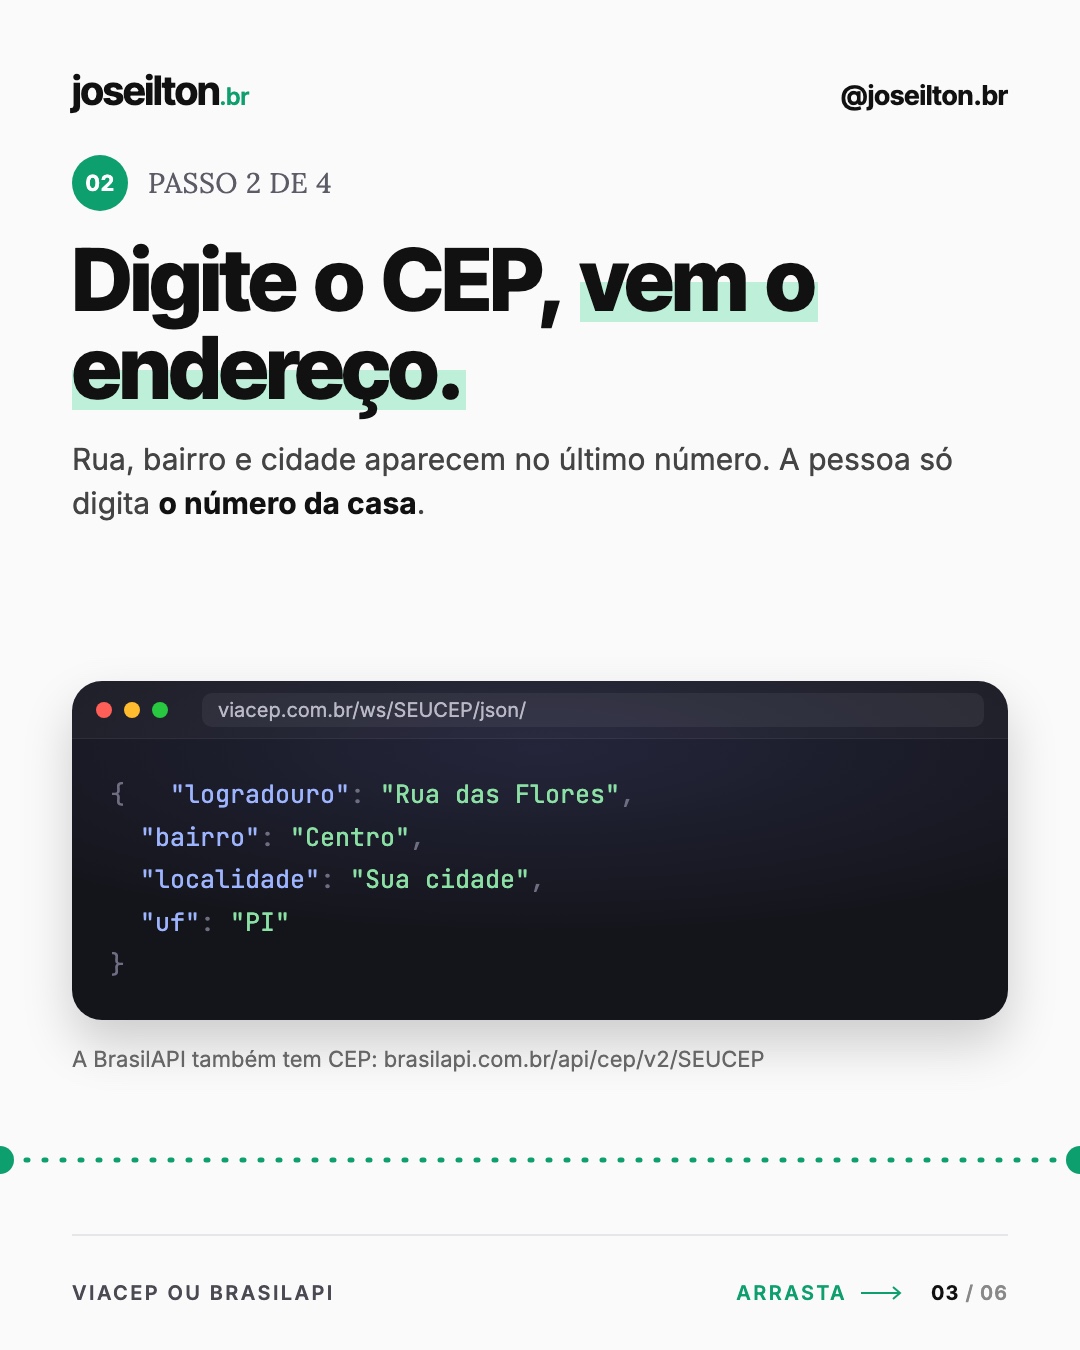 joseilton.br
@joseilton.br
02
PASSO 2 DE 4
Digite o CEP, vem o
endereço.
Rua, bairro e cidade aparecem no último número. A pessoa só
digita o número da casa.
viacep.com.br/ws/SEUCEP/json/
{   "logradouro": "Rua das Flores",
  "bairro": "Centro",
  "localidade": "Sua cidade",
  "uf": "PI"
}
A BrasilAPI também tem CEP: brasilapi.com.br/api/cep/v2/SEUCEP
VIACEP OU BRASILAPI
ARRASTA → 03 / 06